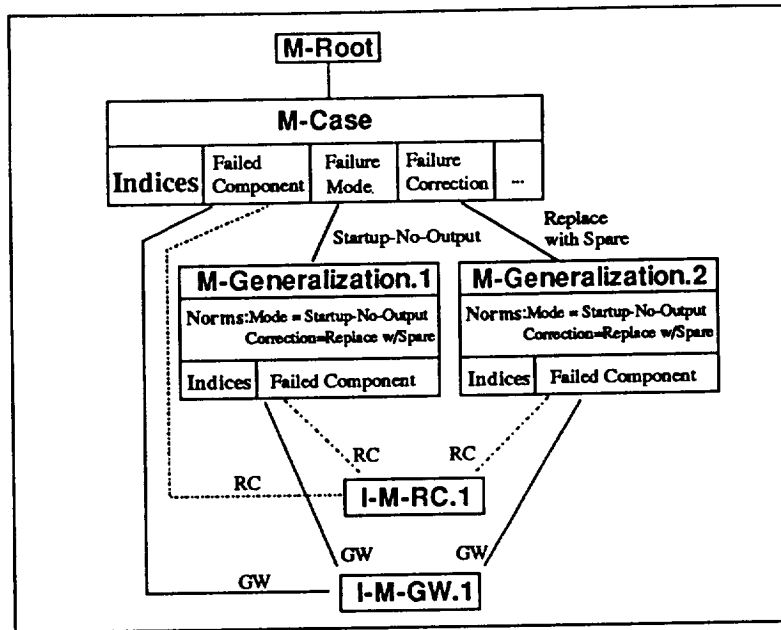 M-Root
M-Case
Indices
Failed Component
Failure Mode.
Failure Correction
...
Startup-No-Output
Replace with Spare
M-Generalization.1
Norms:Mode = Startup-No-Output
Correction=Replace w/Spare
Indices
Failed Component
M-Generalization.2
Norms:Mode = Startup-No-Output
Correction=Replace w/Spare
Indices
Failed Component
RC
RC
RC
I-M-RC.1
GW
GW
GW
I-M-GW.1